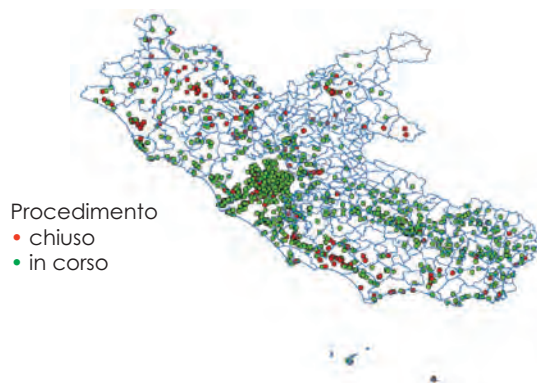 Procedimento
• chiuso
• in corso